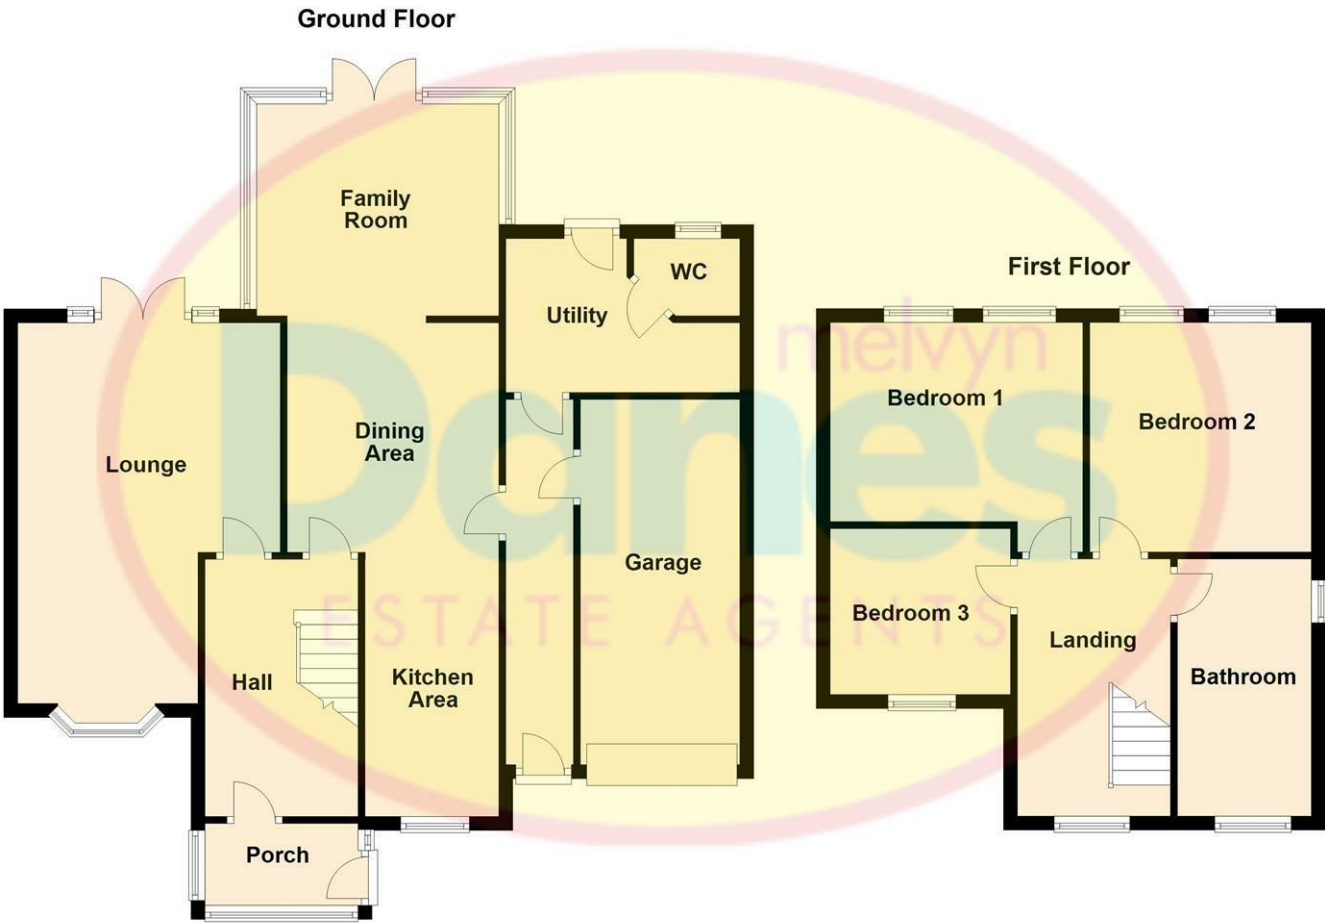 Ground Floor
Family
Room
WC
Utility
First Floor
melvyn
Danes
ESTATE AGENTS
Bedroom 1
Bedroom 2
Dining
Area
Lounge
Garage
Bedroom 3
Landing
Hall
Kitchen
Area
Bathroom
Porch